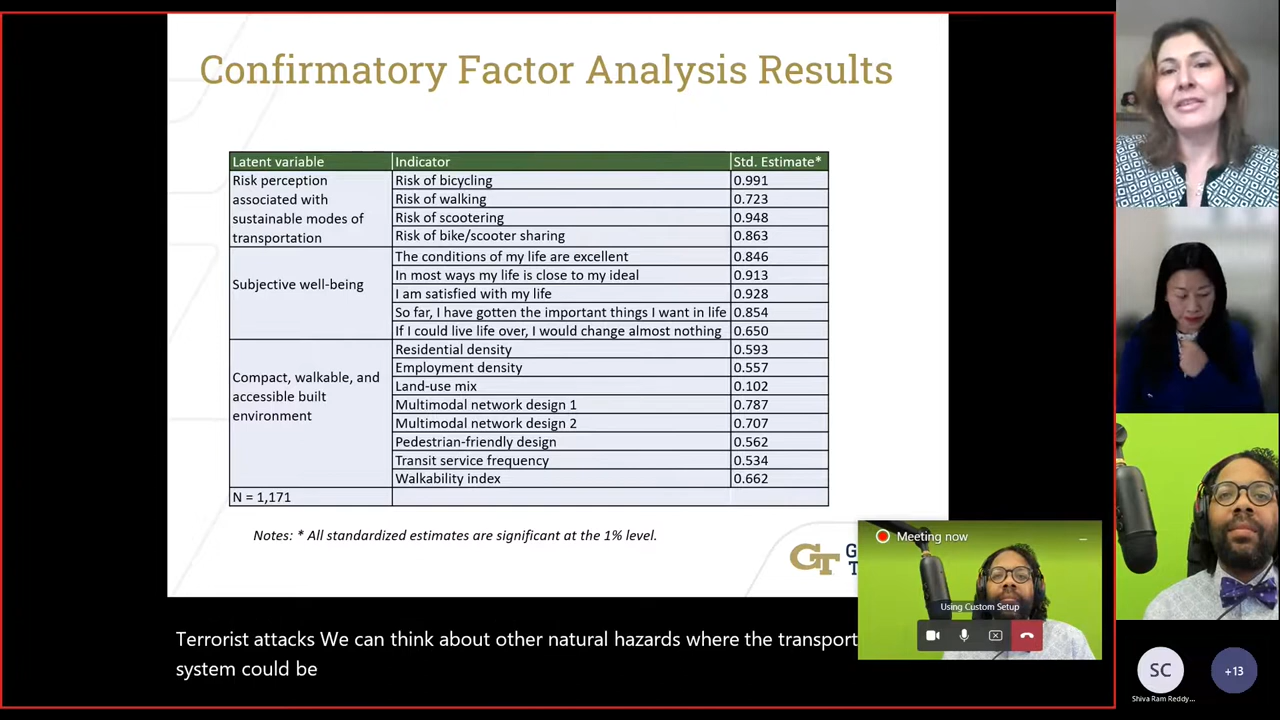 Confirmatory Factor Analysis Results
Latent variable Indicator Std. Estimate*
Risk perception
associated with
sustainable modes of
transportation
Risk of bicycling 0.991
Risk of walking 0.723
Risk of scootering 0.948
Risk of bike/scooter sharing 0.863
Subjective well-being
The conditions of my life are excellent 0.846
In most ways my life is close to my ideal 0.913
I am satisfied with my life 0.928
So far, I have gotten the important things I want in life 0.854
If I could live life over, I would change almost nothing 0.650
Compact, walkable, and
accessible built
environment
Residential density 0.593
Employment density 0.557
Land-use mix 0.102
Multimodal network design 1 0.787
Multimodal network design 2 0.707
Pedestrian-friendly design 0.562
Transit service frequency 0.534
Walkability index 0.662
N = 1,171
Notes: * All standardized estimates are significant at the 1% level.
GT G
T
Meeting now
Using Custom Setup
Terrorist attacks We can think about other natural hazards where the transport
system could be
SC
Shiva Ram Reddy...
+13